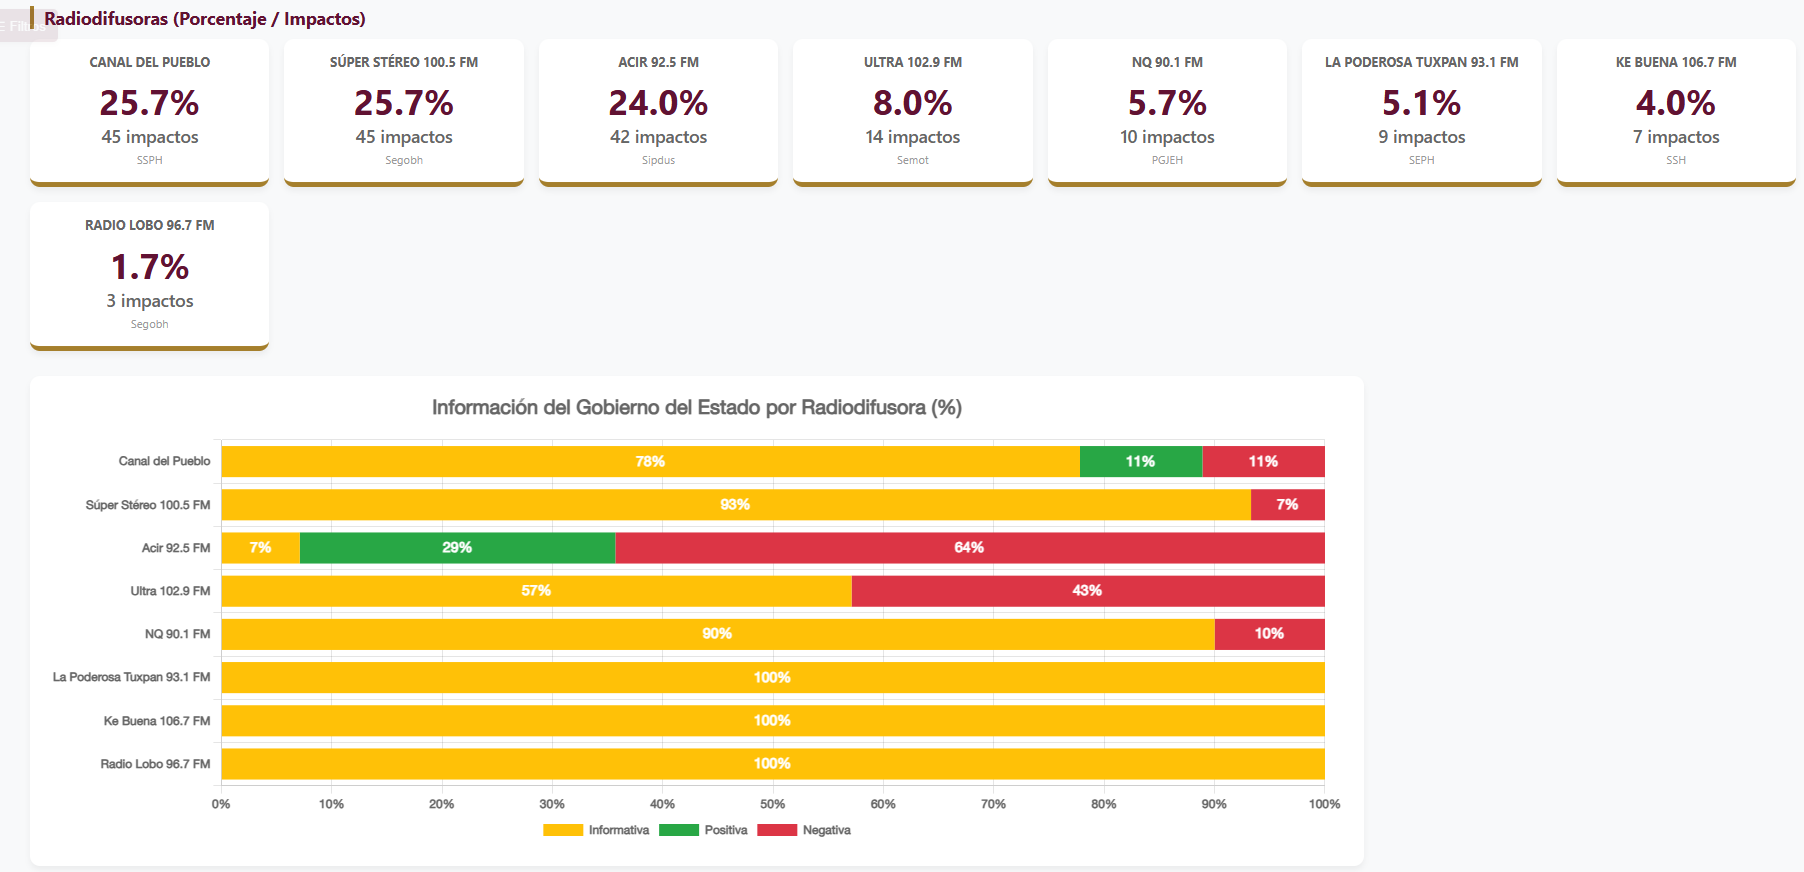 Radiodifusoras (Porcentaje / Impactos)
E Filtros
CANAL DEL PUEBLO
25.7%
45 impactos
SSPH
SÚPER STÉREO 100.5 FM
25.7%
45 impactos
Segobh
ACIR 92.5 FM
24.0%
42 impactos
Sipdus
ULTRA 102.9 FM
8.0%
14 impactos
Semot
NQ 90.1 FM
5.7%
10 impactos
PGJEH
LA PODEROSA TUXPAN 93.1 FM
5.1%
9 impactos
SEPH
KE BUENA 106.7 FM
4.0%
7 impactos
SSH
RADIO LOBO 96.7 FM
1.7%
3 impactos
Segobh
Información del Gobierno del Estado por Radiodifusora (%)
Canal del Pueblo 78% 11% 11%
Súper Stéreo 100.5 FM 93% 7%
Acir 92.5 FM 7% 29% 64%
Ultra 102.9 FM 57% 43%
NQ 90.1 FM 90% 10%
La Poderosa Tuxpan 93.1 FM 100%
Ke Buena 106.7 FM 100%
Radio Lobo 96.7 FM 100%
0% 10% 20% 30% 40% 50% 60% 70% 80% 90% 100%
Informativa Positiva Negativa